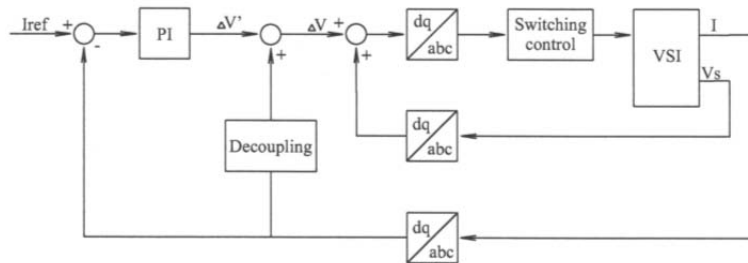 Iref
+
-
PI
ΔV'
+
ΔV
+
+
dq
abc
Switching
control
VSI
I
Vs
Decoupling
dq
abc
dq
abc